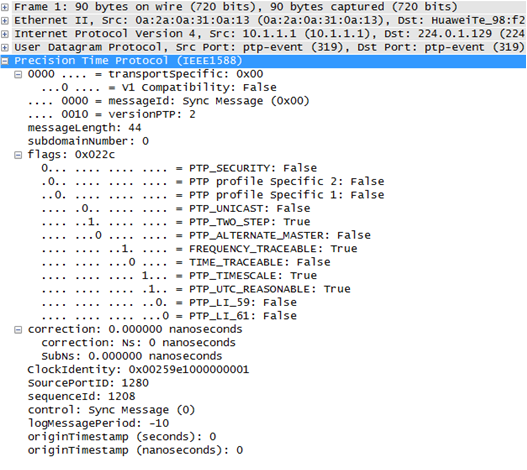 Frame 1: 90 bytes on wire (720 bits), 90 bytes captured (720 bits)
Ethernet II, Src: 0a:2a:0a:31:0a:13 (0a:2a:0a:31:0a:13), Dst: HuaweiTe_98:f2
Internet Protocol Version 4, Src: 10.1.1.1 (10.1.1.1), Dst: 224.0.1.129 (224
User Datagram Protocol, Src Port: ptp-event (319), Dst Port: ptp-event (319)
Precision Time Protocol (IEEE1588)
0000 .... = transportSpecific: 0x00
...0 .... = V1 Compatibility: False
.... 0000 = messageId: Sync Message (0x00)
.... 0010 = versionPTP: 2
messageLength: 44
subdomainNumber: 0
flags: 0x022c
0... .... .... .... = PTP_SECURITY: False
.0.. .... .... .... = PTP profile Specific 2: False
..0. .... .... .... = PTP profile Specific 1: False
.... .0.. .... .... = PTP_UNICAST: False
.... ..1. .... .... = PTP_TWO_STEP: True
.... ...0 .... .... = PTP_ALTERNATE_MASTER: False
.... .... ..1. .... = FREQUENCY_TRACEABLE: True
.... .... ...0 .... = TIME_TRACEABLE: False
.... .... .... 1... = PTP_TIMESCALE: True
.... .... .... .1.. = PTP_UTC_REASONABLE: True
.... .... .... ..0. = PTP_LI_59: False
.... .... .... ...0 = PTP_LI_61: False
correction: 0.000000 nanoseconds
correction: Ns: 0 nanoseconds
SubNs: 0.000000 nanoseconds
ClockIdentity: 0x00259e1000000001
SourcePortID: 1280
sequenceId: 1208
control: Sync Message (0)
logMessagePeriod: -10
originTimestamp (seconds): 0
originTimestamp (nanoseconds): 0